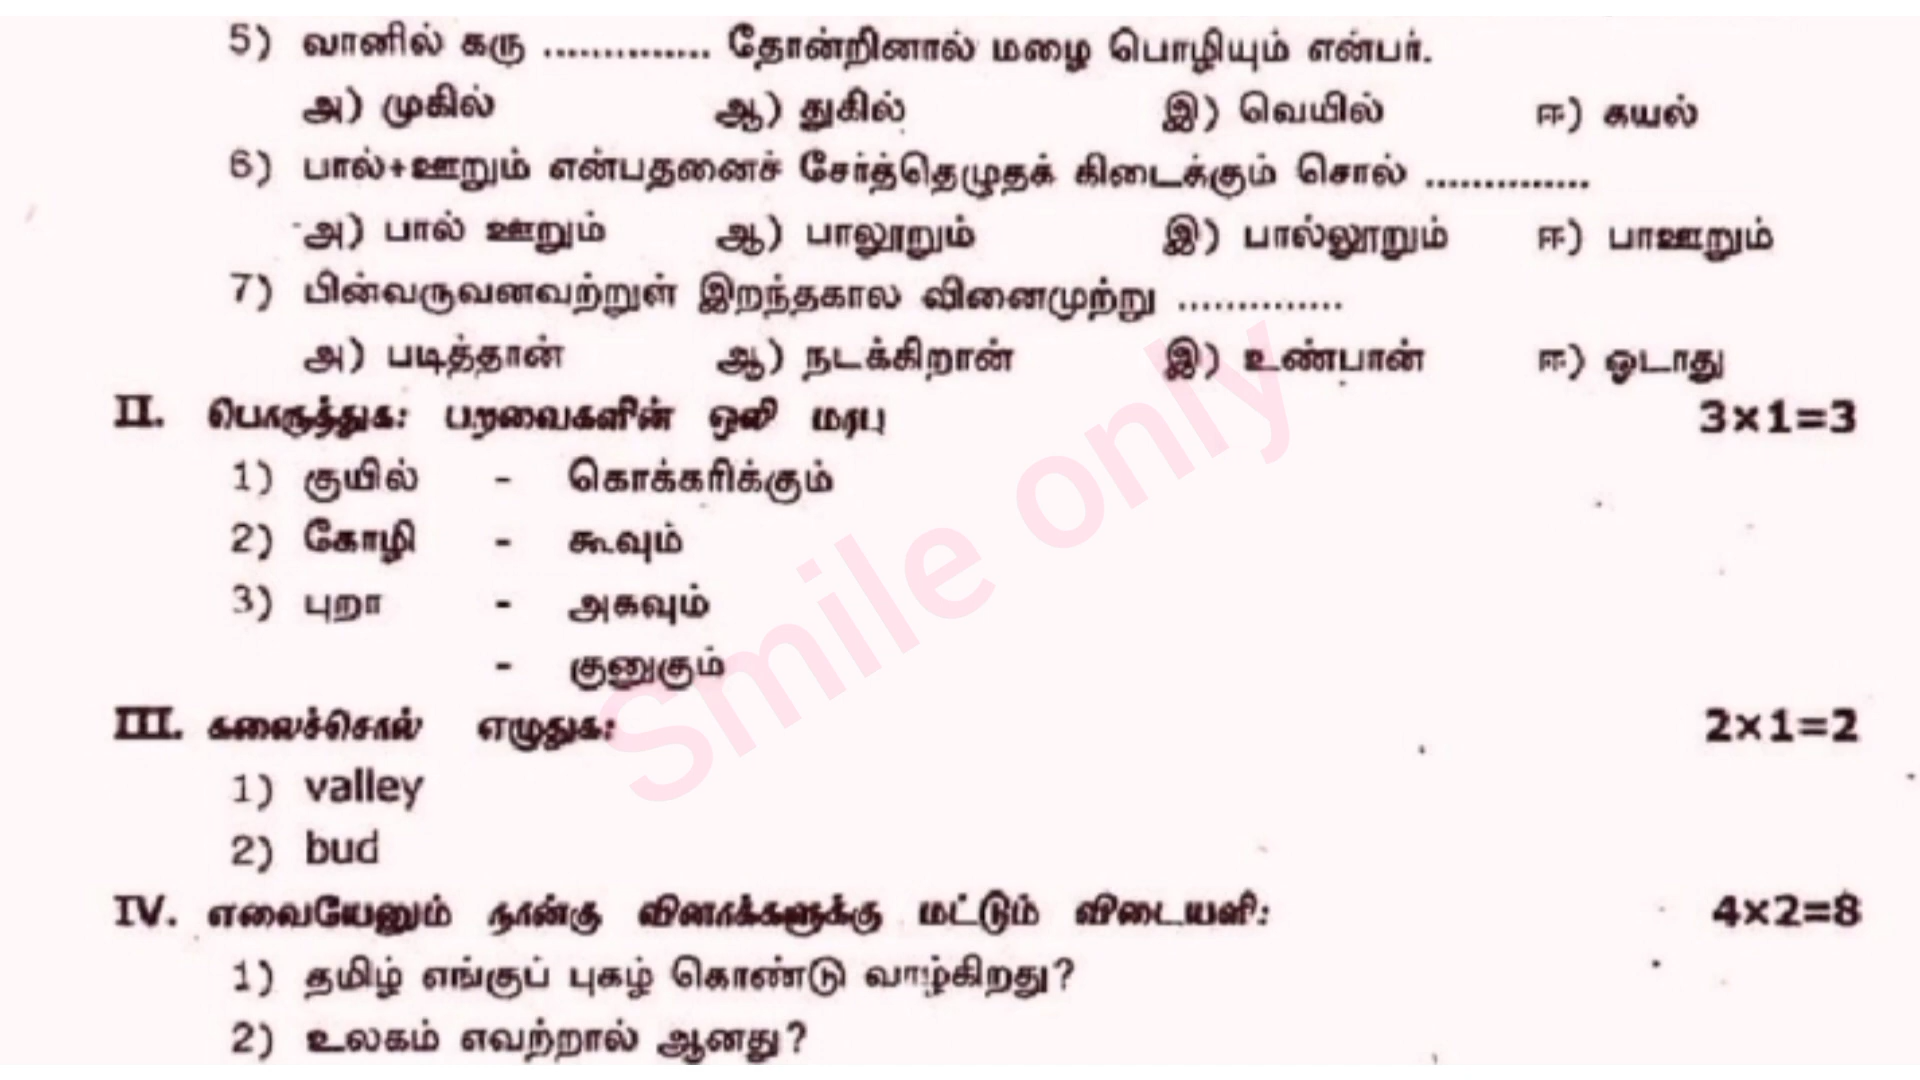 5) வானில் கரு .............. தோன்றினால் மழை பொழியும் என்பர்.
அ) முகில் ஆ) துகில் இ) வெயில் ஈ) கயல்
6) பால்+ஊறும் என்பதனைச் சேர்த்தெழுதக் கிடைக்கும் சொல் ..............
அ) பால் ஊறும் ஆ) பாலூறும் இ) பால்லூறும் ஈ) பாஊறும்
7) பின்வருவனவற்றுள் இறந்தகால வினைமுற்று ..............
அ) படித்தான் ஆ) நடக்கிறான் இ) உண்பான் ஈ) ஓடாது
II. பொருத்துக: பறவைகளின் ஒலி மரபு 3×1=3
1) குயில் - கொக்கரிக்கும்
2) கோழி - கூவும்
3) புறா - அகவும்
- குனுகும்
III. கலைச்சொல் எழுதுக: 2×1=2
1) valley
2) bud
IV. எவையேனும் நான்கு வினாக்களுக்கு மட்டும் விடையளி: 4×2=8
1) தமிழ் எங்குப் புகழ் கொண்டு வாழ்கிறது?
2) உலகம் எவற்றால் ஆனது?
Smile only